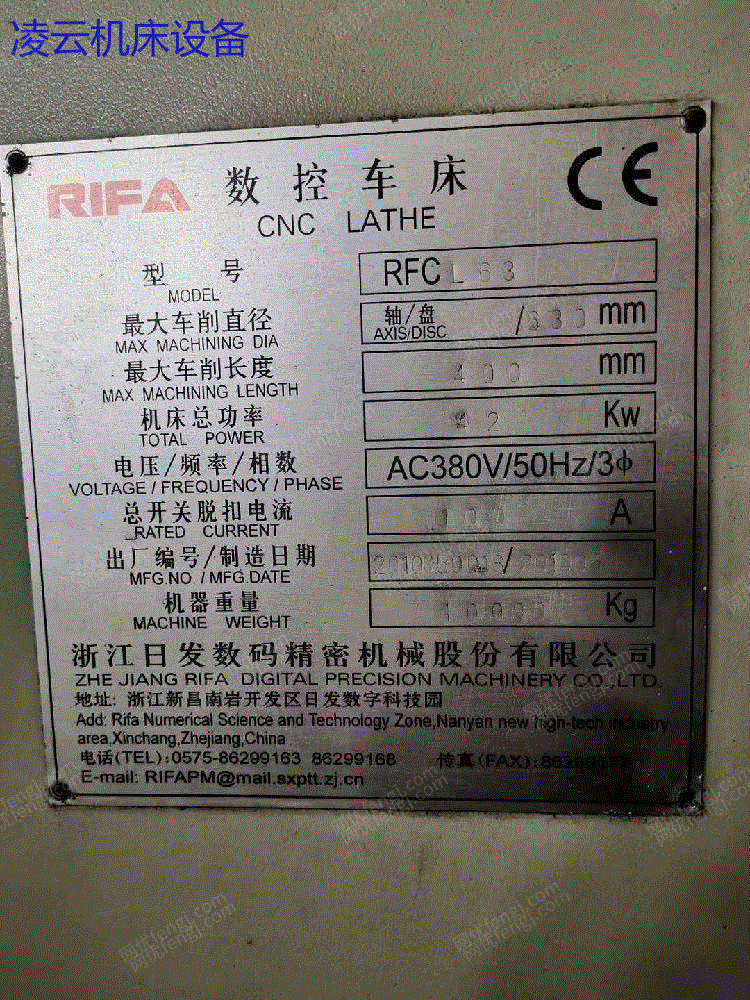 凌云机床设备
RIFA 数控车床 CE
CNC LATHE
型号 RFC L63
MODEL
最大车削直径 轴/盘 /630 mm
MAX MACHINING DIA AXIS/DISC
最大车削长度 400 mm
MAX MACHINING LENGTH
机床总功率 42 Kw
TOTAL POWER
电压/频率/相数 AC380V/50Hz/3ф
VOLTAGE / FREQUENCY / PHASE
总开关脱扣电流 100 A
RATED CURRENT
出厂编号/制造日期
MFG.NO. / MFG.DATE
机器重量 10000 Kg
MACHINE WEIGHT
浙江日发数码精密机械股份有限公司
ZHE JIANG RIFA DIGITAL PRECISION MACHINERY CO.,LTD.
地址: 浙江新昌南岩开发区日发数字科技园
Add: Rifa Numerical Science and Technology Zone,Nanyan new high-tech industry
area,Xinchang,Zhejiang,China
电话(TEL):0575-86299163 86299168 传真(FAX):
E-mail: RIFAPM@mail.sxptt.zj.cn